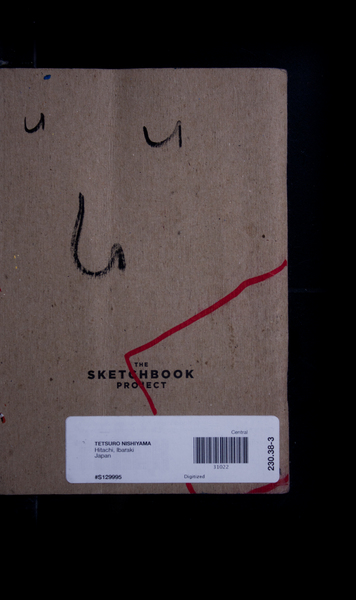 THE
SKETCHBOOK
PROJECT
Central
TETSURO NISHIYAMA
Hitachi, Ibaraki
Japan
31022
230.38-3
#S129995
Digitized